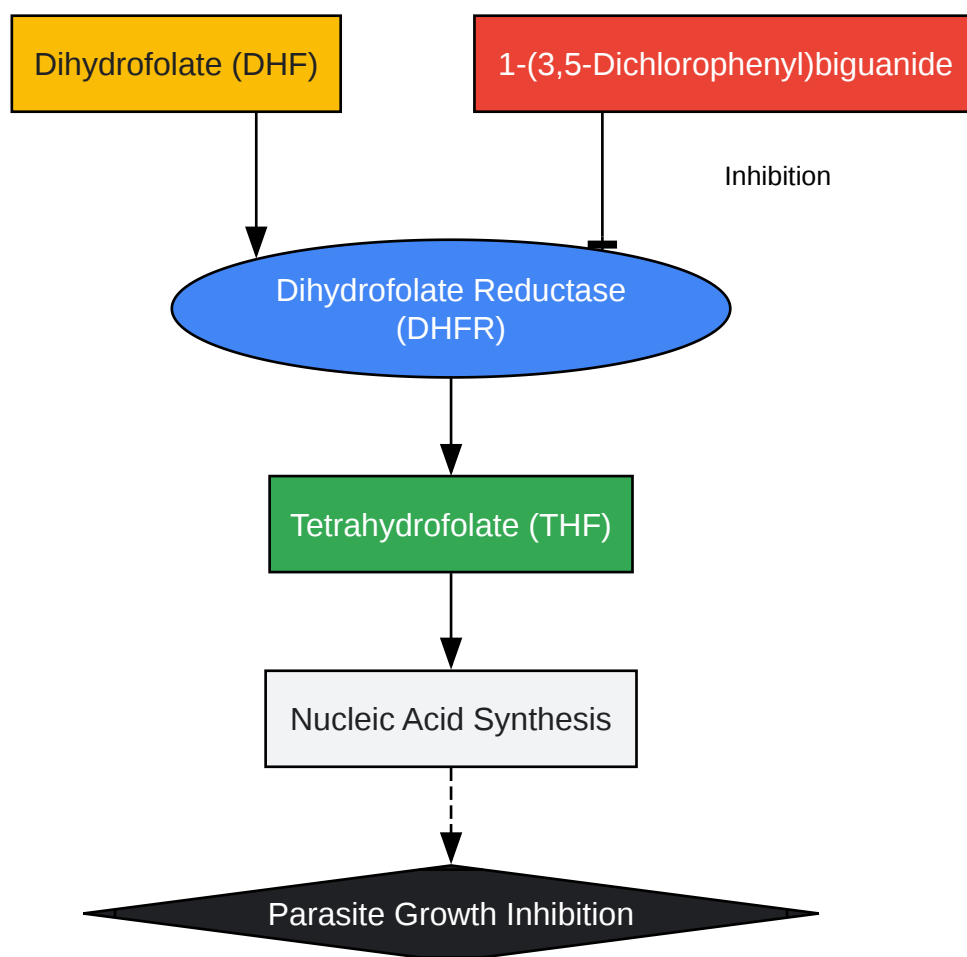 Dihydrofolate (DHF)
1-(3,5-Dichlorophenyl)biguanide
Inhibition
Dihydrofolate Reductase
(DHFR)
Tetrahydrofolate (THF)
Nucleic Acid Synthesis
Parasite Growth Inhibition